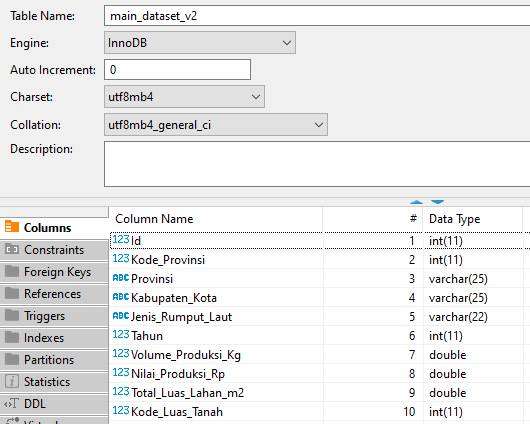 Table Name: main_dataset_v2
Engine: InnoDB
Auto Increment: 0
Charset: utf8mb4
Collation: utf8mb4_general_ci
Description:
Columns
Constraints
Foreign Keys
References
Triggers
Indexes
Partitions
Statistics
DDL
Column Name # Data Type
123 Id 1 int(11)
123 Kode_Provinsi 2 int(11)
ABC Provinsi 3 varchar(25)
ABC Kabupaten_Kota 4 varchar(25)
ABC Jenis_Rumput_Laut 5 varchar(22)
123 Tahun 6 int(11)
123 Volume_Produksi_Kg 7 double
123 Nilai_Produksi_Rp 8 double
123 Total_Luas_Lahan_m2 9 double
123 Kode_Luas_Tanah 10 int(11)